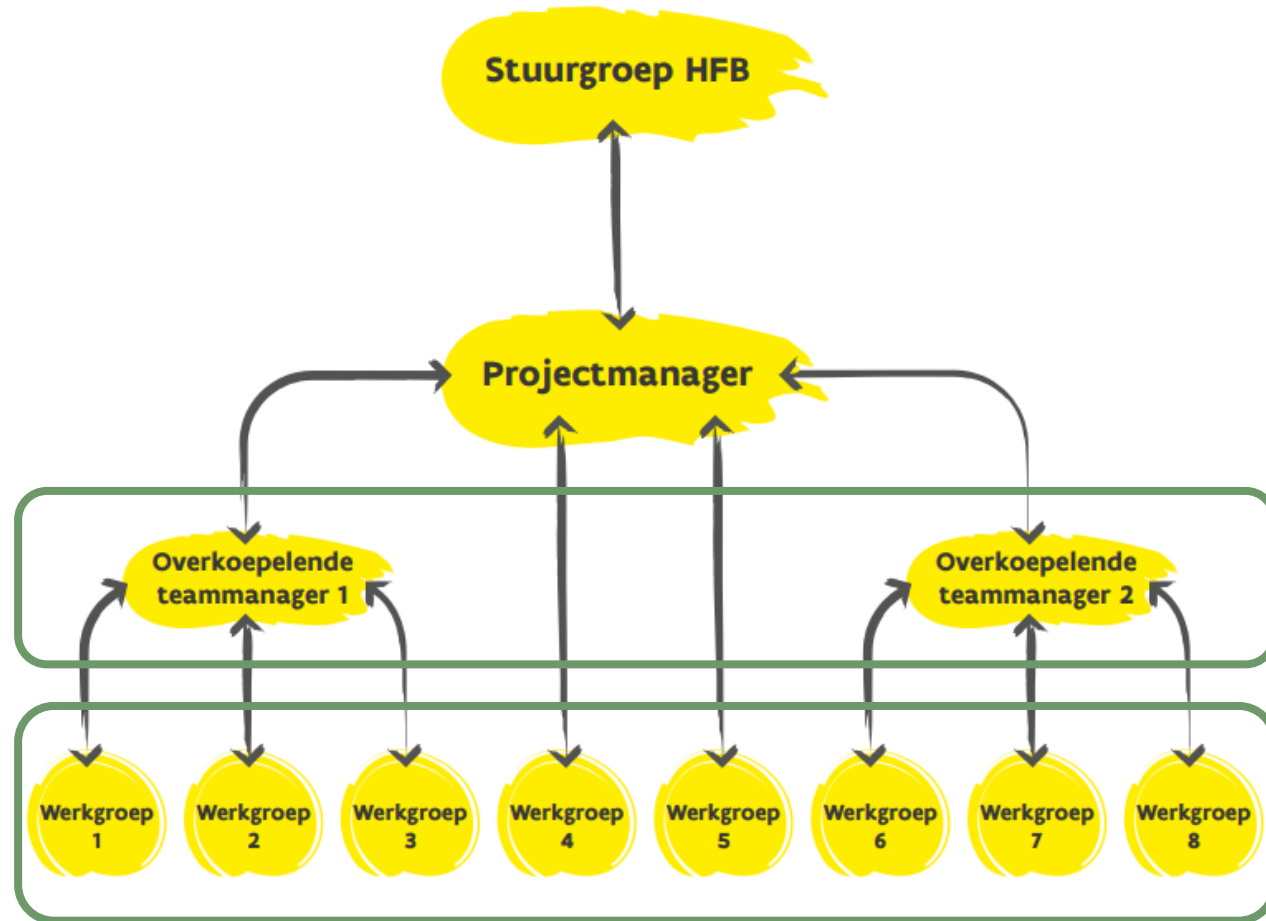 Stuurgroep HFB
Projectmanager
Overkoepelende
teammanager 1
Overkoepelende
teammanager 2
Werkgroep
1
Werkgroep
2
Werkgroep
3
Werkgroep
4
Werkgroep
5
Werkgroep
6
Werkgroep
7
Werkgroep
8